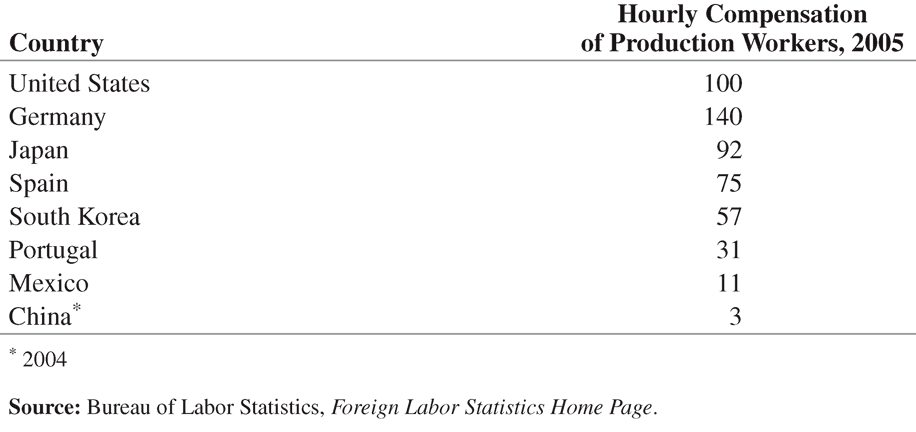 Country Hourly Compensation
of Production Workers, 2005
United States 100
Germany 140
Japan 92
Spain 75
South Korea 57
Portugal 31
Mexico 11
China* 3
* 2004
Source: Bureau of Labor Statistics, Foreign Labor Statistics Home Page.